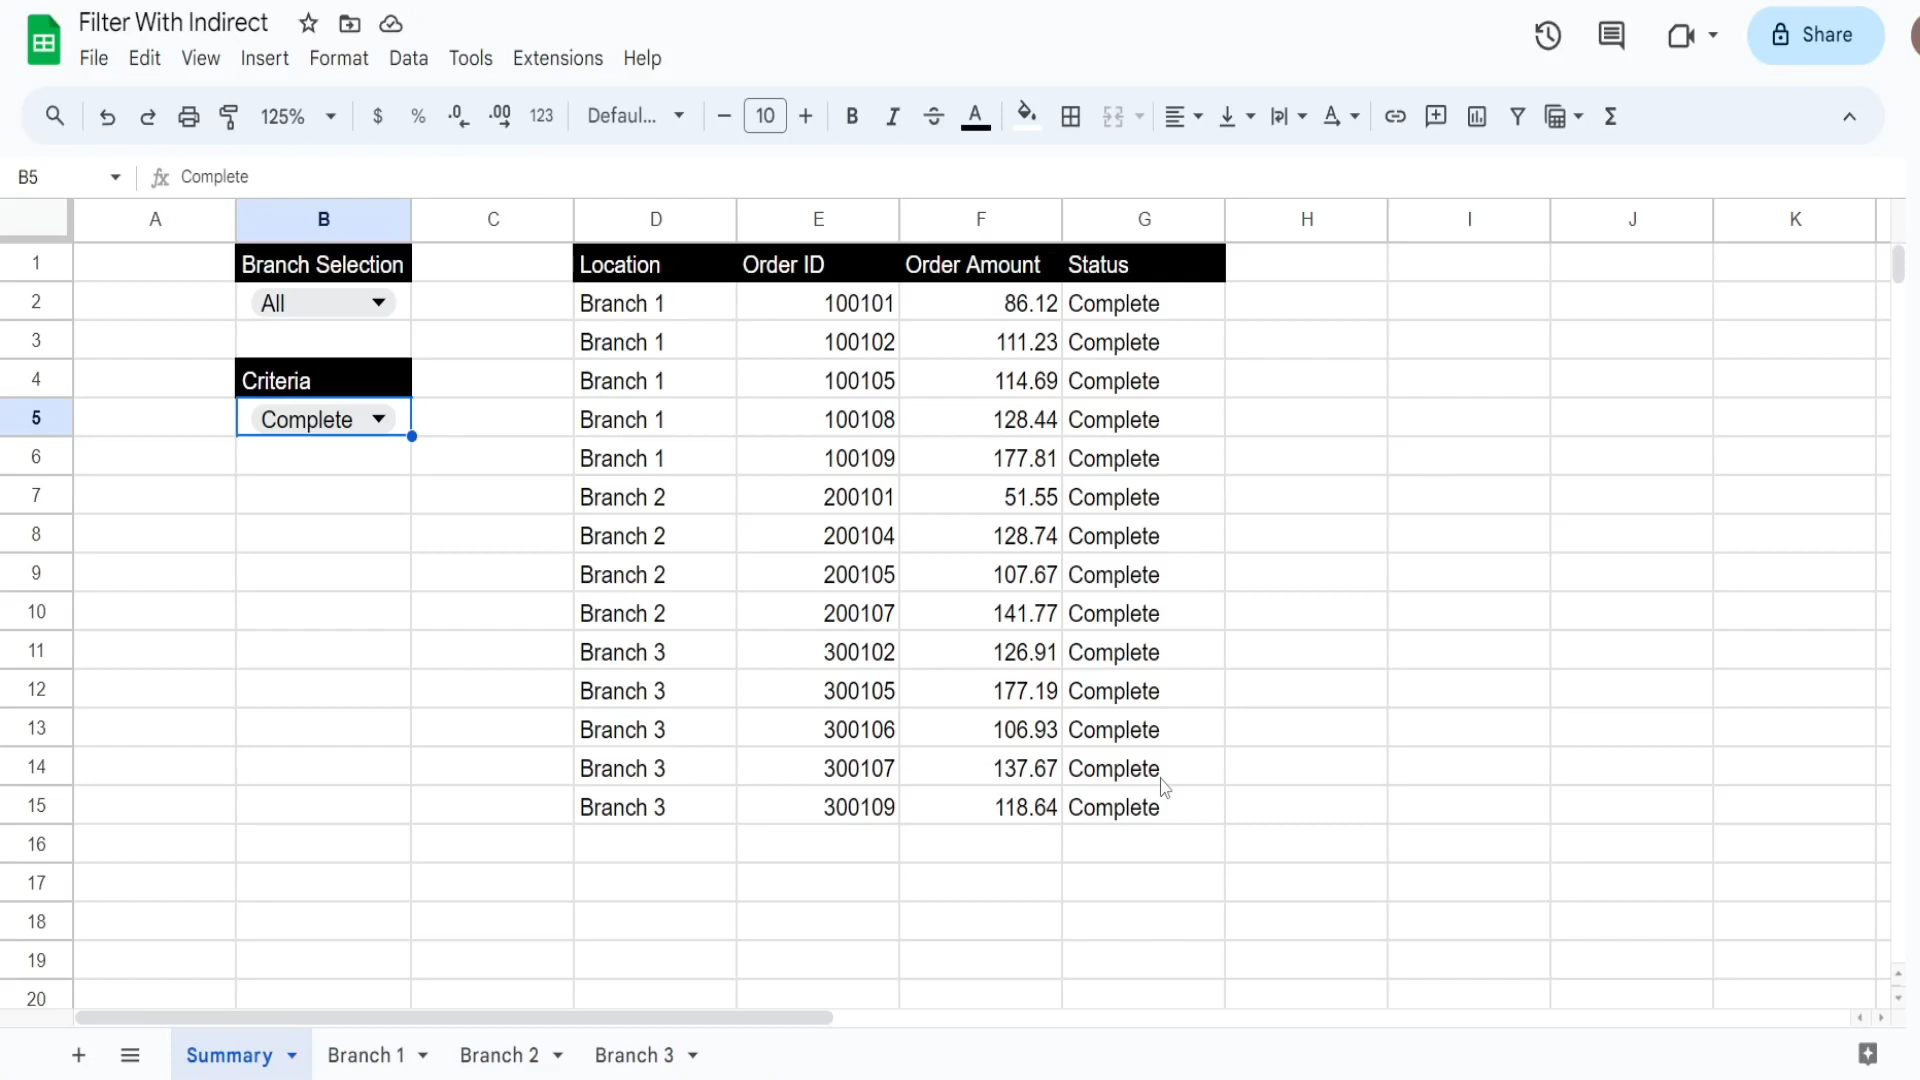 Filter With Indirect
File Edit View Insert Format Data Tools Extensions Help
Share
125% $ % .0 .00 123 Defaul... − 10 + B I S A A Σ
B5 fx Complete
A B C D E F G H I J K
1 Branch Selection Location Order ID Order Amount Status
2 All Branch 1 100101 86.12 Complete
3 Branch 1 100102 111.23 Complete
4 Criteria Branch 1 100105 114.69 Complete
5 Complete Branch 1 100108 128.44 Complete
6 Branch 1 100109 177.81 Complete
7 Branch 2 200101 51.55 Complete
8 Branch 2 200104 128.74 Complete
9 Branch 2 200105 107.67 Complete
10 Branch 2 200107 141.77 Complete
11 Branch 3 300102 126.91 Complete
12 Branch 3 300105 177.19 Complete
13 Branch 3 300106 106.93 Complete
14 Branch 3 300107 137.67 Complete
15 Branch 3 300109 118.64 Complete
16
17
18
19
20
+ Summary Branch 1 Branch 2 Branch 3